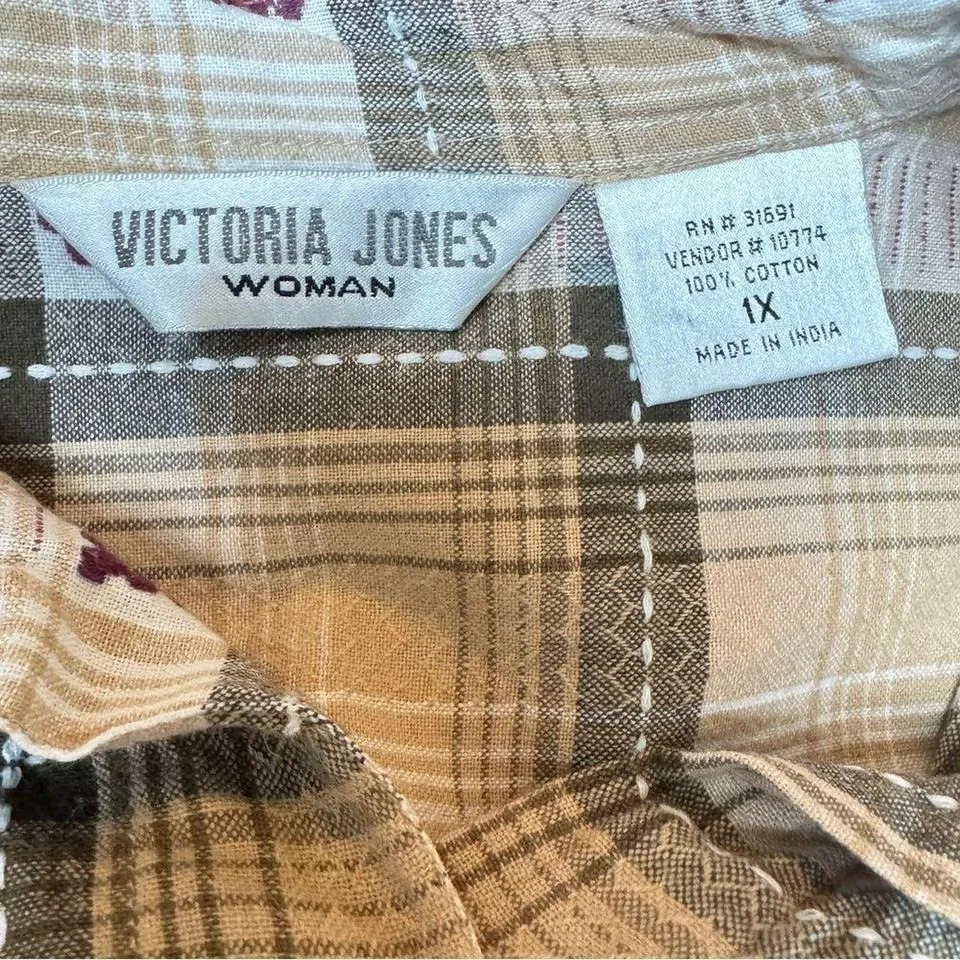 VICTORIA JONES
WOMAN
RN # 31691
VENDOR # 10774
100% COTTON
1X
MADE IN INDIA